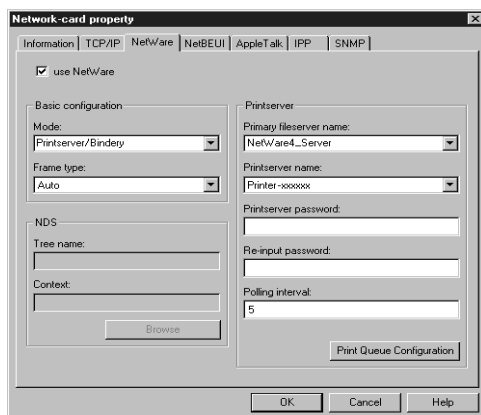 Network-card property
Information TCP/IP NetWare NetBEUI AppleTalk IPP SNMP
use NetWare
Basic configuration
Mode:
Printserver/Bindery
Frame type:
Auto
NDS
Tree name:
Context:
Browse
Printserver
Primary fileserver name:
NetWare4_Server
Printserver name:
Printer-xxxxxx
Printserver password:
Re-input password:
Polling interval:
5
Print Queue Configuration
OK Cancel Help